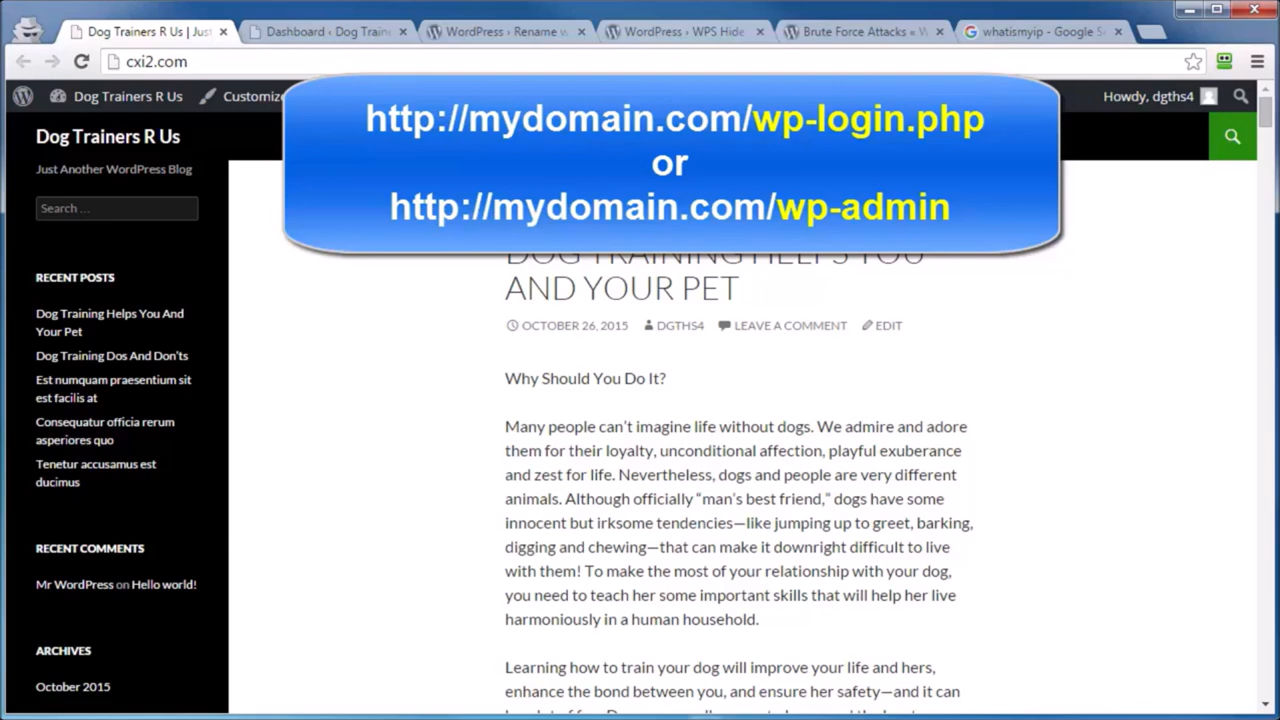 Dog Trainers R Us | Just
Dashboard ‹ Dog Traine
WordPress › Rename w
WordPress › WPS Hide
Brute Force Attacks « W
whatismyip - Google Se
cxi2.com
Dog Trainers R Us
Customize
Howdy, dgths4
http://mydomain.com/wp-login.php
or
http://mydomain.com/wp-admin
Dog Trainers R Us
Just Another WordPress Blog
Search ...
RECENT POSTS
Dog Training Helps You And
Your Pet
Dog Training Dos And Don'ts
Est numquam praesentium sit
est facilis at
Consequatur officia rerum
asperiores quo
Tenetur accusamus est
ducimus
RECENT COMMENTS
Mr WordPress on Hello world!
ARCHIVES
October 2015
DOG TRAINING HELPS YOU
AND YOUR PET
OCTOBER 26, 2015 DGTHS4 LEAVE A COMMENT EDIT
Why Should You Do It?
Many people can't imagine life without dogs. We admire and adore
them for their loyalty, unconditional affection, playful exuberance
and zest for life. Nevertheless, dogs and people are very different
animals. Although officially “man's best friend,” dogs have some
innocent but irksome tendencies—like jumping up to greet, barking,
digging and chewing—that can make it downright difficult to live
with them! To make the most of your relationship with your dog,
you need to teach her some important skills that will help her live
harmoniously in a human household.
Learning how to train your dog will improve your life and hers,
enhance the bond between you, and ensure her safety—and it can